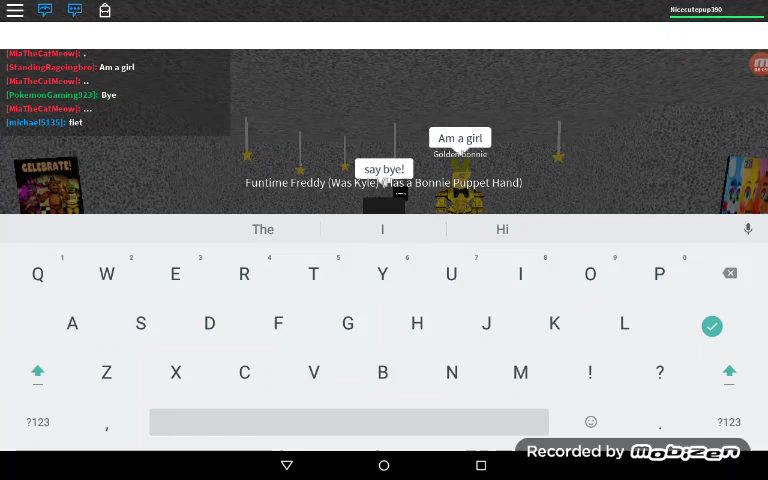 Nicecutepup390
[MiaTheCatMeow]: .
[StandingRageingbro]: Am a girl
[MiaTheCatMeow]: ..
[PokemonGaming923]: Bye
[MiaTheCatMeow]: ...
[michael5135]: fiet
Am a girl
Golden bonnie
say bye!
Funtime Freddy (Was Kyle) (Has a Bonnie Puppet Hand)
CELEBRATE!
The I Hi
1 2 3 4 5 6 7 8 9 0
Q W E R T Y U I O P
A S D F G H J K L
Z X C V B N M ! ?
?123 , . ?123
Recorded by mobizen